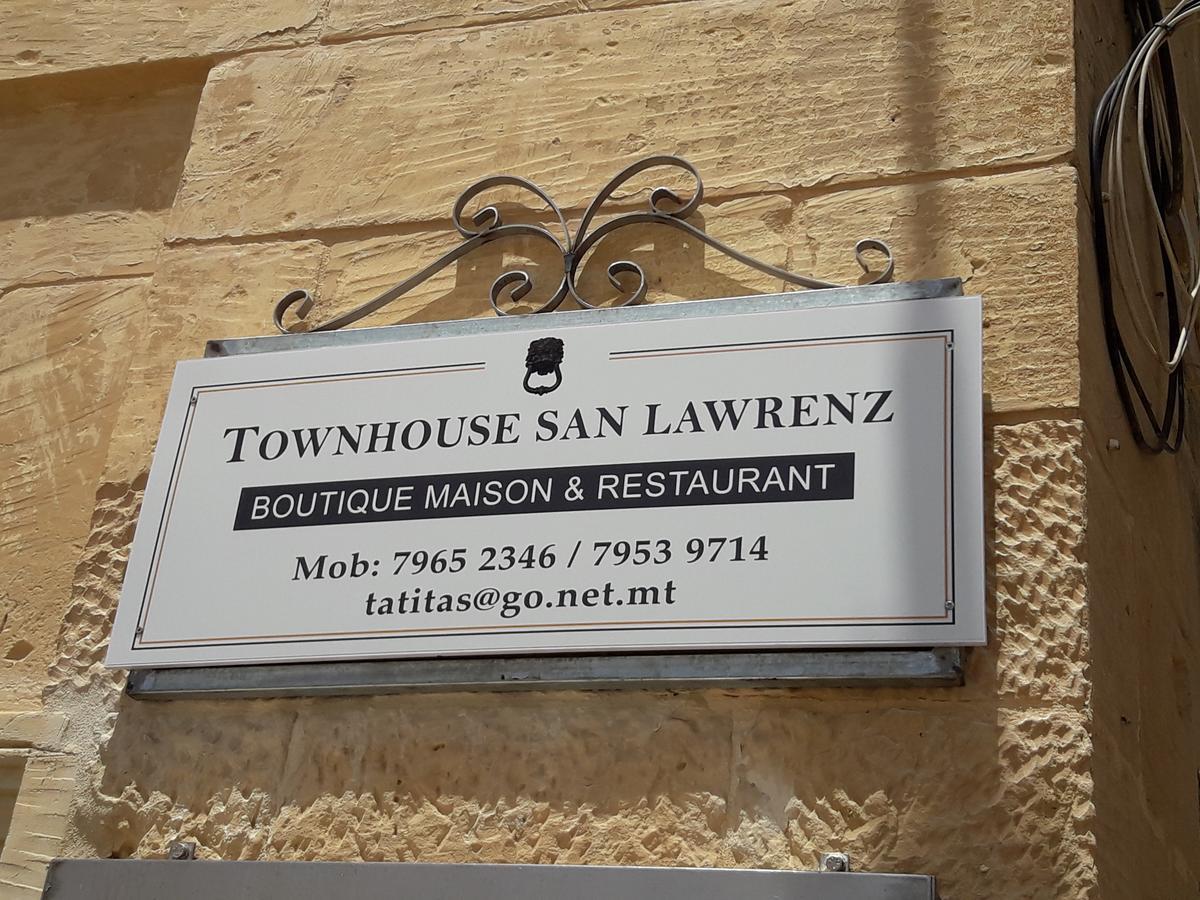 TOWNHOUSE SAN LAWRENZ
BOUTIQUE MAISON & RESTAURANT
Mob: 7965 2346 / 7953 9714
tatitas@go.net.mt